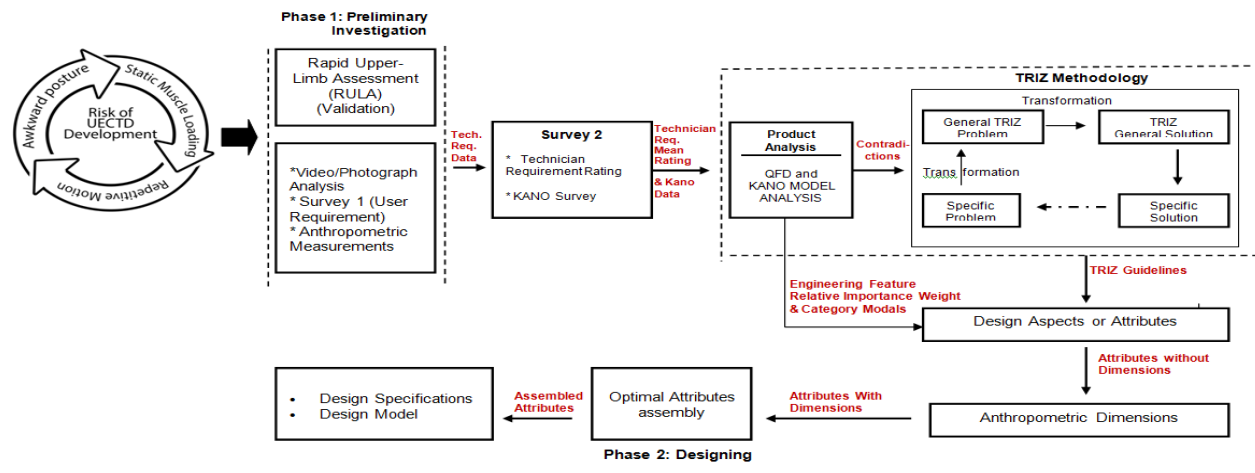 Awkward posture
Static Muscle Loading
Repetitive Motion
Risk of
UECTD
Development
Phase 1: Preliminary
Investigation
Rapid Upper-
Limb Assessment
(RULA)
(Validation)
*Video/Photograph
Analysis
* Survey 1 (User
Requirement)
* Anthropometric
Measurements
Tech.
Req.
Data
Survey 2
* Technician
Requirement Rating
*KANO Survey
Technician
Req.
Mean
Rating
& Kano
Data
Product
Analysis
QFD and
KANO MODEL
ANALYSIS
Contradi-
ctions
TRIZ Methodology
Transformation
General TRIZ
Problem
TRIZ
General Solution
Trans formation
Specific
Problem
Specific
Solution
TRIZ Guidelines
Engineering Feature
Relative Importance Weight
& Category Modals
Design Aspects or Attributes
Attributes without
Dimensions
Anthropometric Dimensions
Attributes With
Dimensions
Optimal Attributes
assembly
Assembled
Attributes
• Design Specifications
• Design Model
Phase 2: Designing